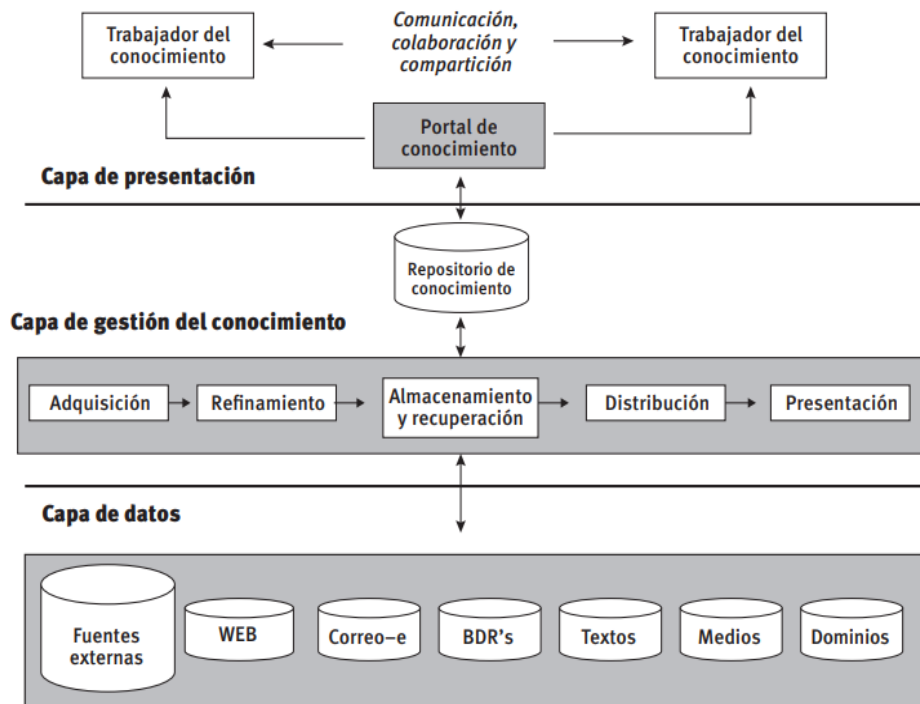 Trabajador del
conocimiento
Comunicación,
colaboración y
compartición
Trabajador del
conocimiento
Portal de
conocimiento
Capa de presentación
Repositorio de
conocimiento
Capa de gestión del conocimiento
Adquisición
Refinamiento
Almacenamiento
y recuperación
Distribución
Presentación
Capa de datos
Fuentes
externas
WEB
Correo–e
BDR's
Textos
Medios
Dominios